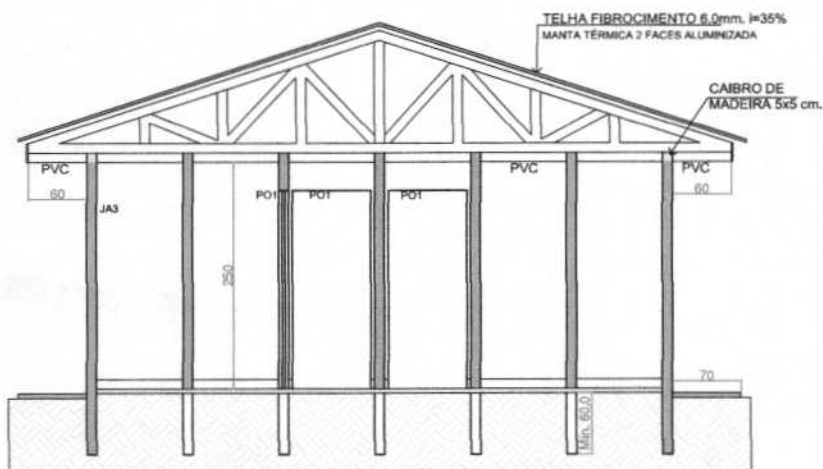 TELHA FIBROCIMENTO 6.0mm. i=35%
MANTA TÉRMICA 2 FACES ALUMINIZADA
CAIBRO DE
MADEIRA 5x5 cm.
PVC
PVC
PVC
60
60
JA3
PO1
PO1
PO1
250
70
Min. 60,0